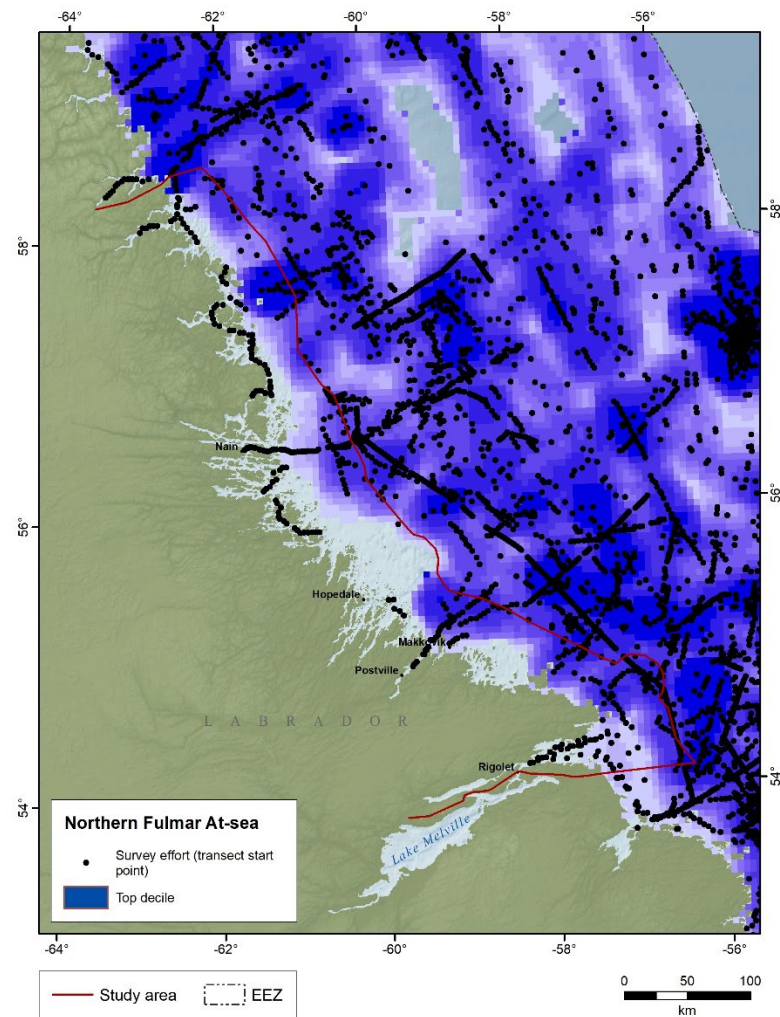 -64° -62° -60° -58° -56°
58° 58°
Nain
56° 56°
Hopedale
Makkovik
Postville
LABRADOR
Rigolet
54° 54°
Lake Melville
Northern Fulmar At-sea
Survey effort (transect start
point)
Top decile
-64° -62° -60° -58° -56°
Study area EEZ
0 50 100
km